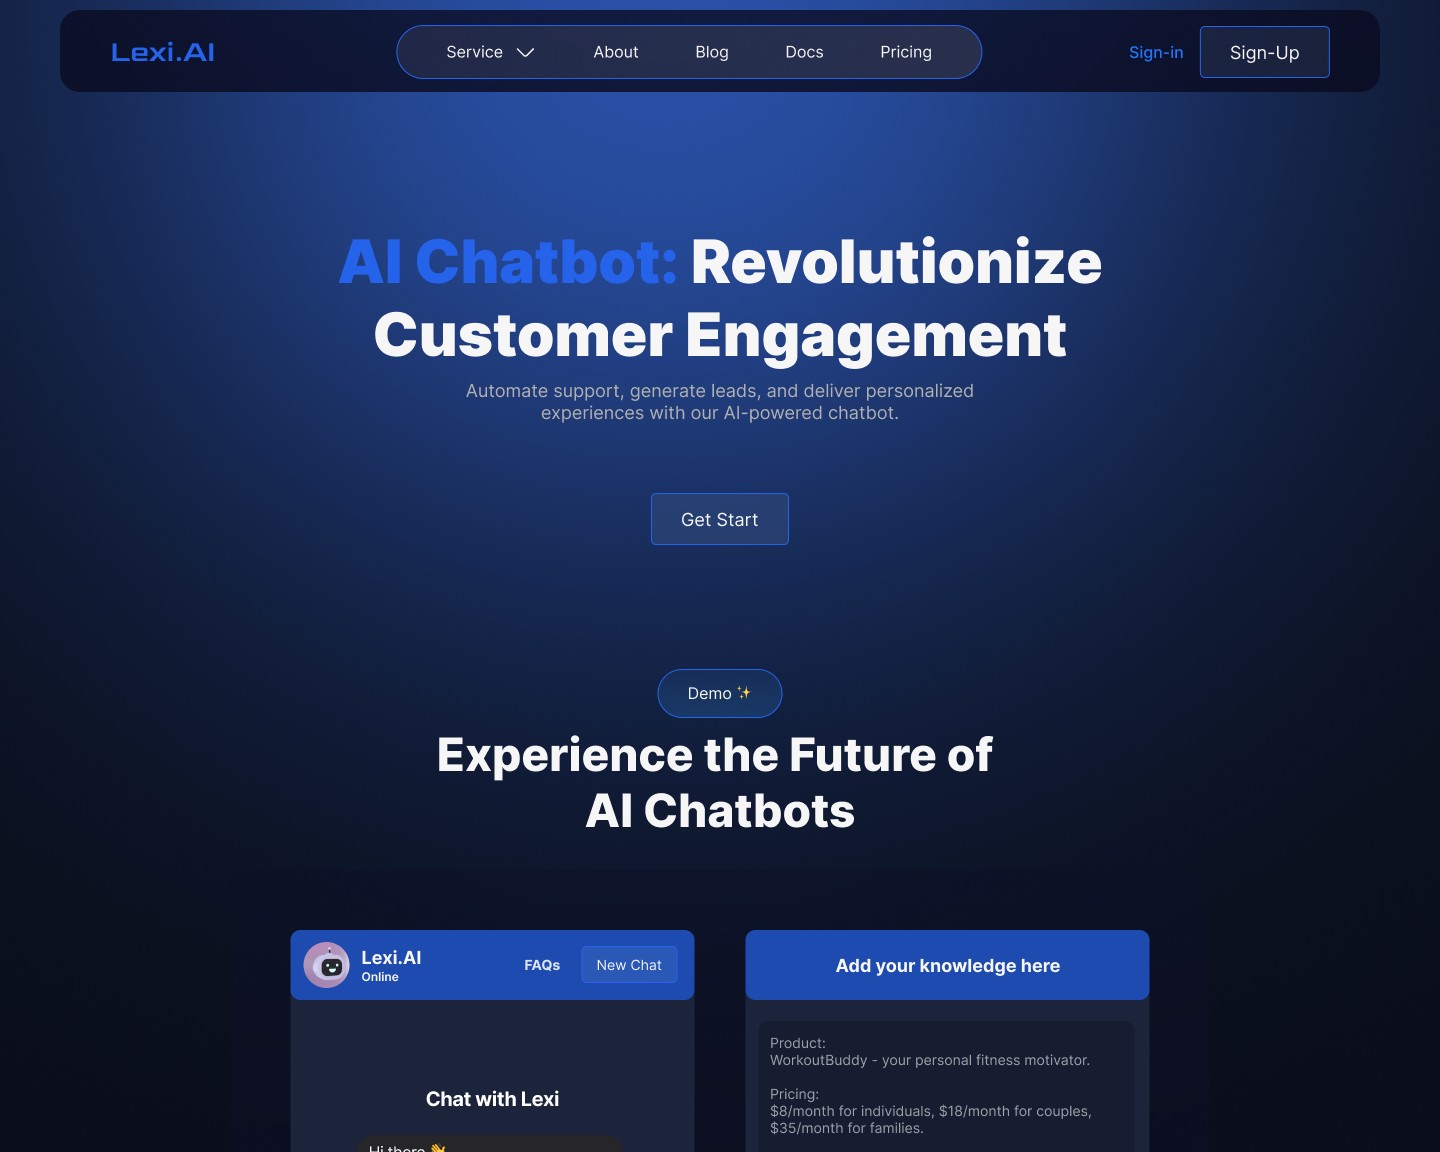 Lexi.AI
Service
About
Blog
Docs
Pricing
Sign-in
Sign-Up
AI Chatbot: Revolutionize
Customer Engagement
Automate support, generate leads, and deliver personalized
experiences with our AI-powered chatbot.
Get Start
Demo ✨
Experience the Future of
AI Chatbots
Lexi.AI
Online
FAQs
New Chat
Chat with Lexi
Hi there 👋
Add your knowledge here
Product:
WorkoutBuddy - your personal fitness motivator.
Pricing:
$8/month for individuals, $18/month for couples,
$35/month for families.